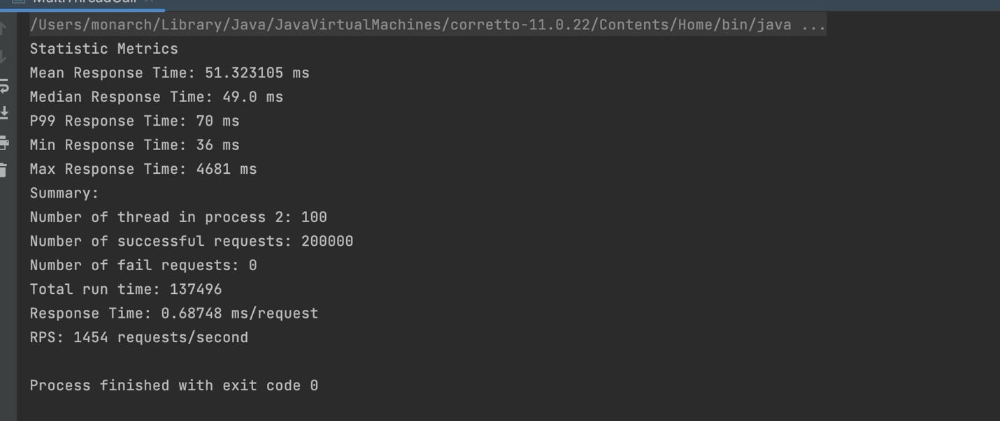 MultiThreadCall
/Users/monarch/Library/Java/JavaVirtualMachines/corretto-11.0.22/Contents/Home/bin/java ...
Statistic Metrics
Mean Response Time: 51.323105 ms
Median Response Time: 49.0 ms
P99 Response Time: 70 ms
Min Response Time: 36 ms
Max Response Time: 4681 ms
Summary:
Number of thread in process 2: 100
Number of successful requests: 200000
Number of fail requests: 0
Total run time: 137496
Response Time: 0.68748 ms/request
RPS: 1454 requests/second
Process finished with exit code 0